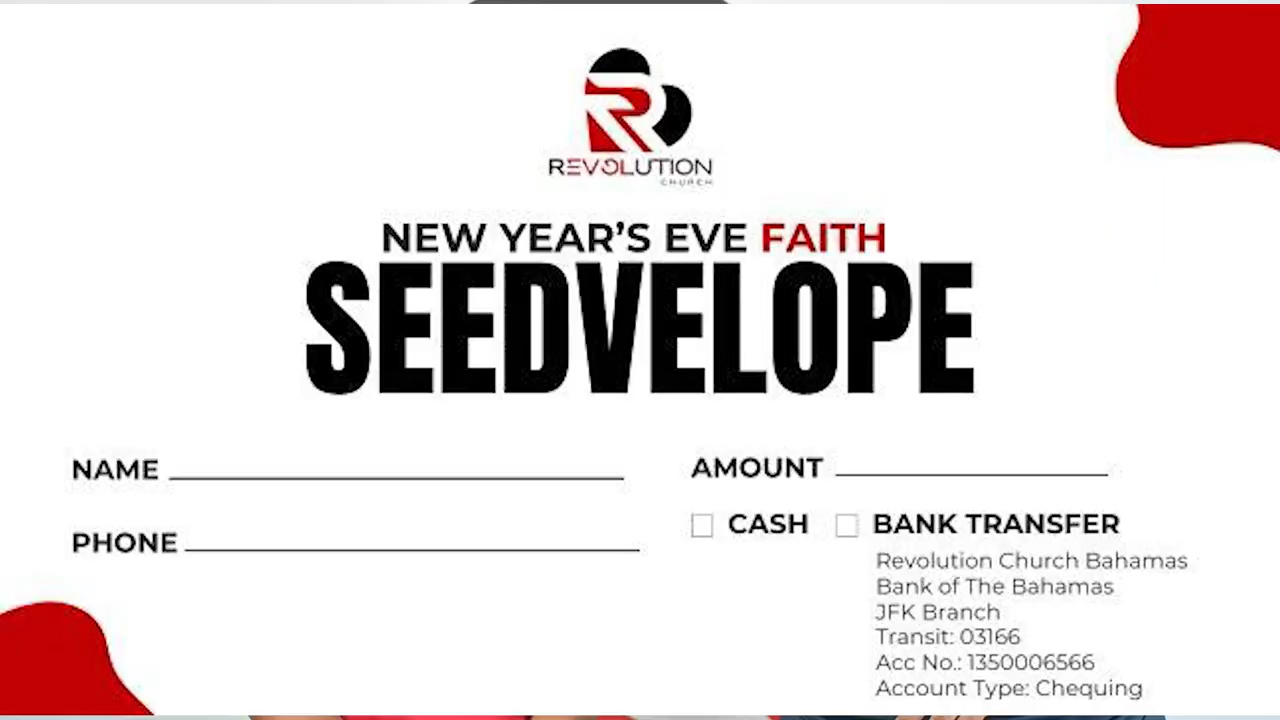 REVOLUTION
CHURCH
NEW YEAR'S EVE FAITH
SEEDVELOPE
NAME
PHONE
AMOUNT
CASH BANK TRANSFER
Revolution Church Bahamas
Bank of The Bahamas
JFK Branch
Transit: 03166
Acc No.: 1350006566
Account Type: Chequing